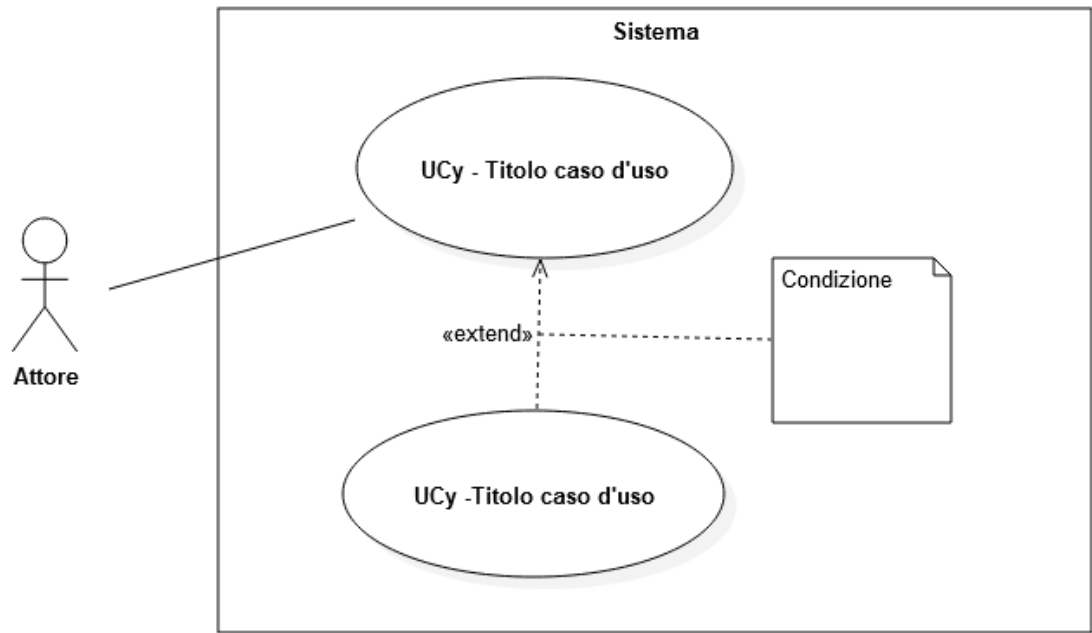 Sistema
UCy - Titolo caso d'uso
Condizione
«extend»
Attore
UCy -Titolo caso d'uso